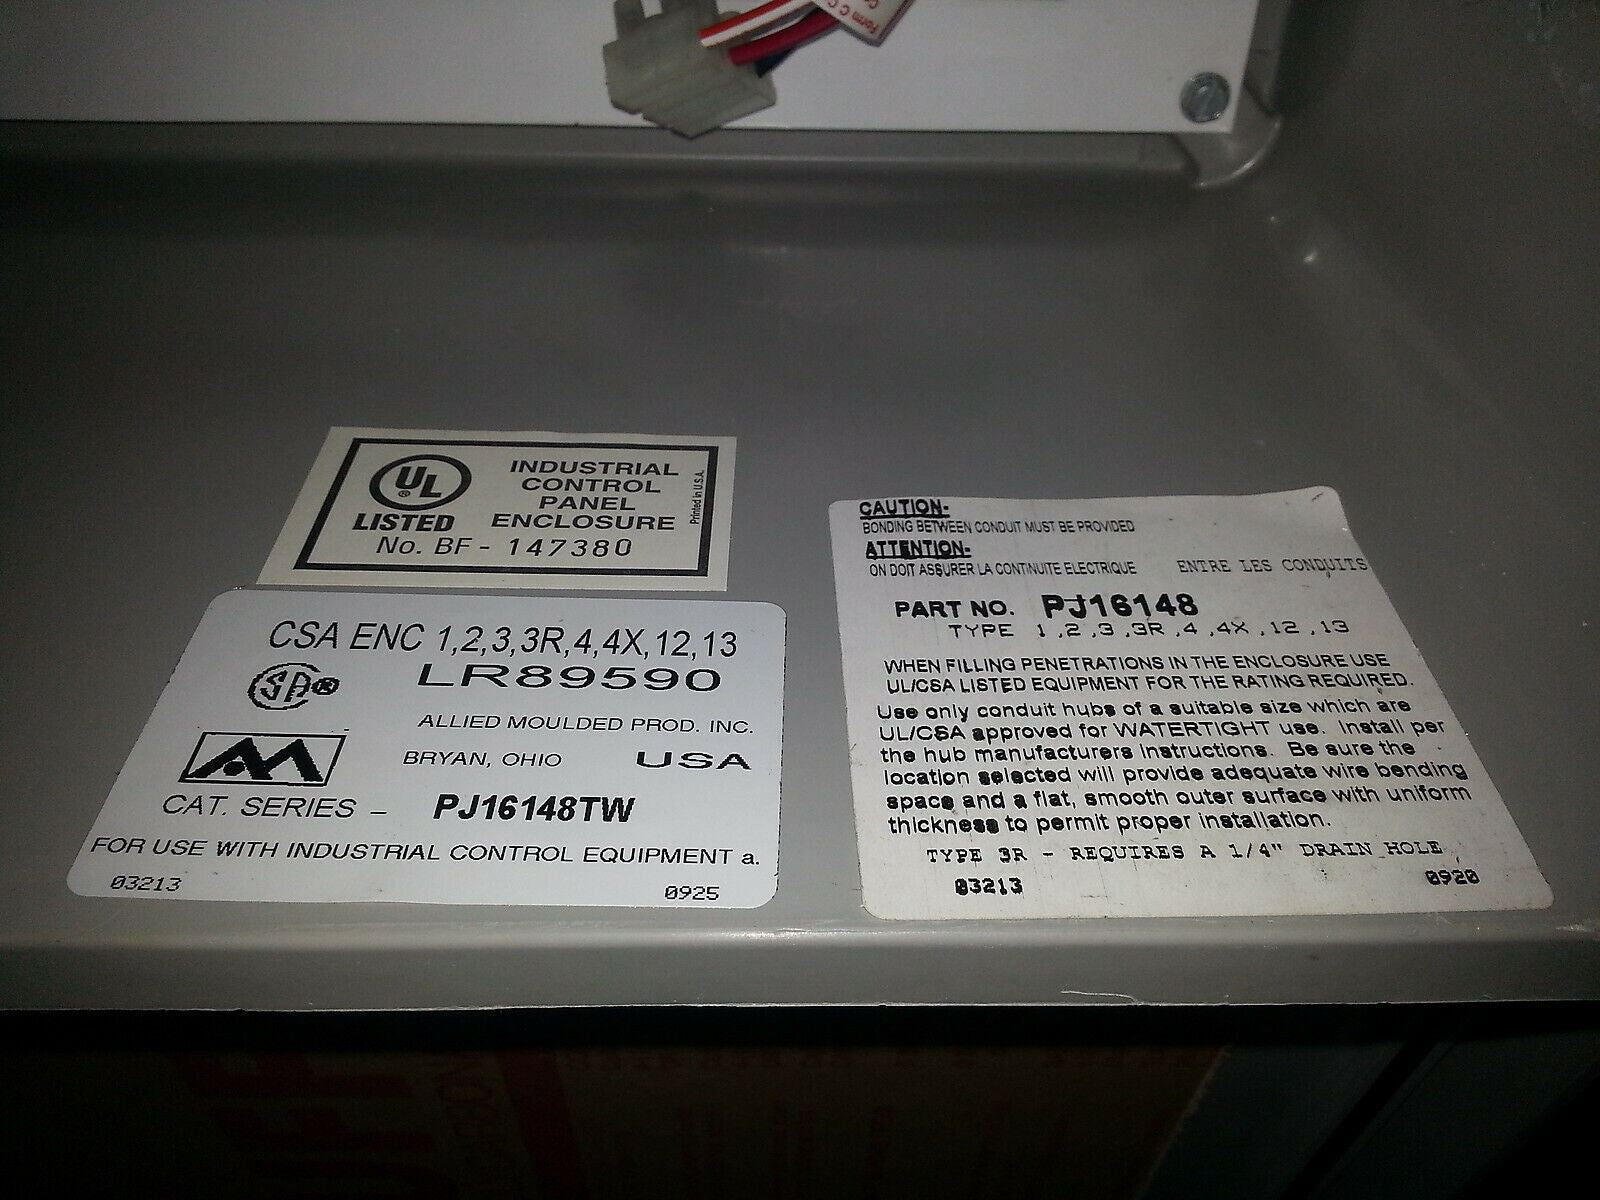 Form C C
UL
®
LISTED
INDUSTRIAL
CONTROL
PANEL
ENCLOSURE
No. BF - 147380
Printed in U.S.A.
CSA ENC 1,2,3,3R,4,4X,12,13
SA®
LR89590
ALLIED MOULDED PROD. INC.
BRYAN, OHIO USA
CAT. SERIES - PJ16148TW
FOR USE WITH INDUSTRIAL CONTROL EQUIPMENT a.
03213 0925
CAUTION-
BONDING BETWEEN CONDUIT MUST BE PROVIDED
ATTENTION-
ON DOIT ASSURER LA CONTINUITE ELECTRIQUE ENTRE LES CONDUITS
PART NO. PJ16148
TYPE 1,2,3,3R,4,4X,12,13
WHEN FILLING PENETRATIONS IN THE ENCLOSURE USE
UL/CSA LISTED EQUIPMENT FOR THE RATING REQUIRED.
Use only conduit hubs of a suitable size which are
UL/CSA approved for WATERTIGHT use. Install per
the hub manufacturers instructions. Be sure the
location selected will provide adequate wire bending
space and a flat, smooth outer surface with uniform
thickness to permit proper installation.
TYPE 3R - REQUIRES A 1/4" DRAIN HOLE
03213 0920